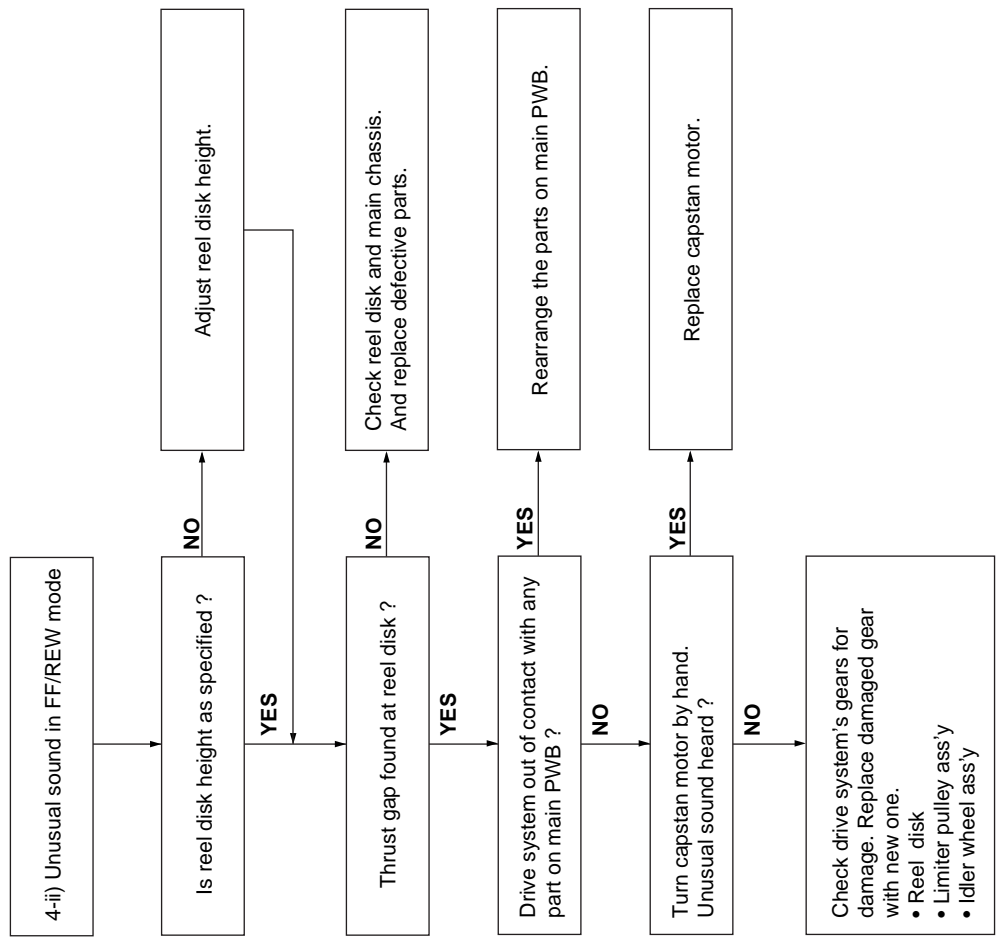 4-ii) Unusual sound in FF/REW mode
Is reel disk height as specified ?
NO
Adjust reel disk height.
YES
Thrust gap found at reel disk ?
NO
Check reel disk and main chassis.
And replace defective parts.
YES
Drive system out of contact with any
part on main PWB ?
YES
Rearrange the parts on main PWB.
NO
Turn capstan motor by hand.
Unusual sound heard ?
YES
Replace capstan motor.
NO
Check drive system's gears for
damage. Replace damaged gear
with new one.
• Reel disk
• Limiter pulley ass'y
• Idler wheel ass'y